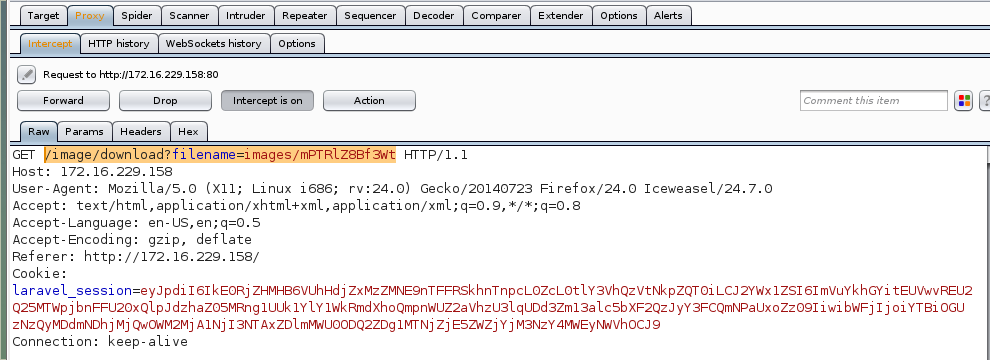 Target Proxy Spider Scanner Intruder Repeater Sequencer Decoder Comparer Extender Options Alerts
Intercept HTTP history WebSockets history Options
Request to http://172.16.229.158:80
Forward Drop Intercept is on Action Comment this item ?
Raw Params Headers Hex
GET /image/download?filename=images/mPTRlZ8Bf3Wt HTTP/1.1
Host: 172.16.229.158
User-Agent: Mozilla/5.0 (X11; Linux i686; rv:24.0) Gecko/20140723 Firefox/24.0 Iceweasel/24.7.0
Accept: text/html,application/xhtml+xml,application/xml;q=0.9,*/*;q=0.8
Accept-Language: en-US,en;q=0.5
Accept-Encoding: gzip, deflate
Referer: http://172.16.229.158/
Cookie:
laravel_session=eyJpdiI6IkE0RjZHMHB6VUhHdjZxMzZMNE9nTFFRSkhnTnpcL0ZcL0tlY3VhQzVtNkpZQT0iLCJ2YWx1ZSI6ImVuYkhGYitEUVwvREU2
Q25MTWpjbnFFU20xQlpJdzhaZ05MRng1UUk1YlY1WkRmdXhoQmpnWUZ2aVhzU3lqUDd3Zm13alc5bXF2QzJyY3FCQmNPaUxoZz09IiwibWFjIjoiYTBiOGU
zNzQyMDdmNDhjMjQwOWM2MjA1NjI3NTAxZDlmMWU0ODQ2ZDg1MTNjZjE5ZWZjYjM3NzY4MWEyNWVhOCJ9
Connection: keep-alive